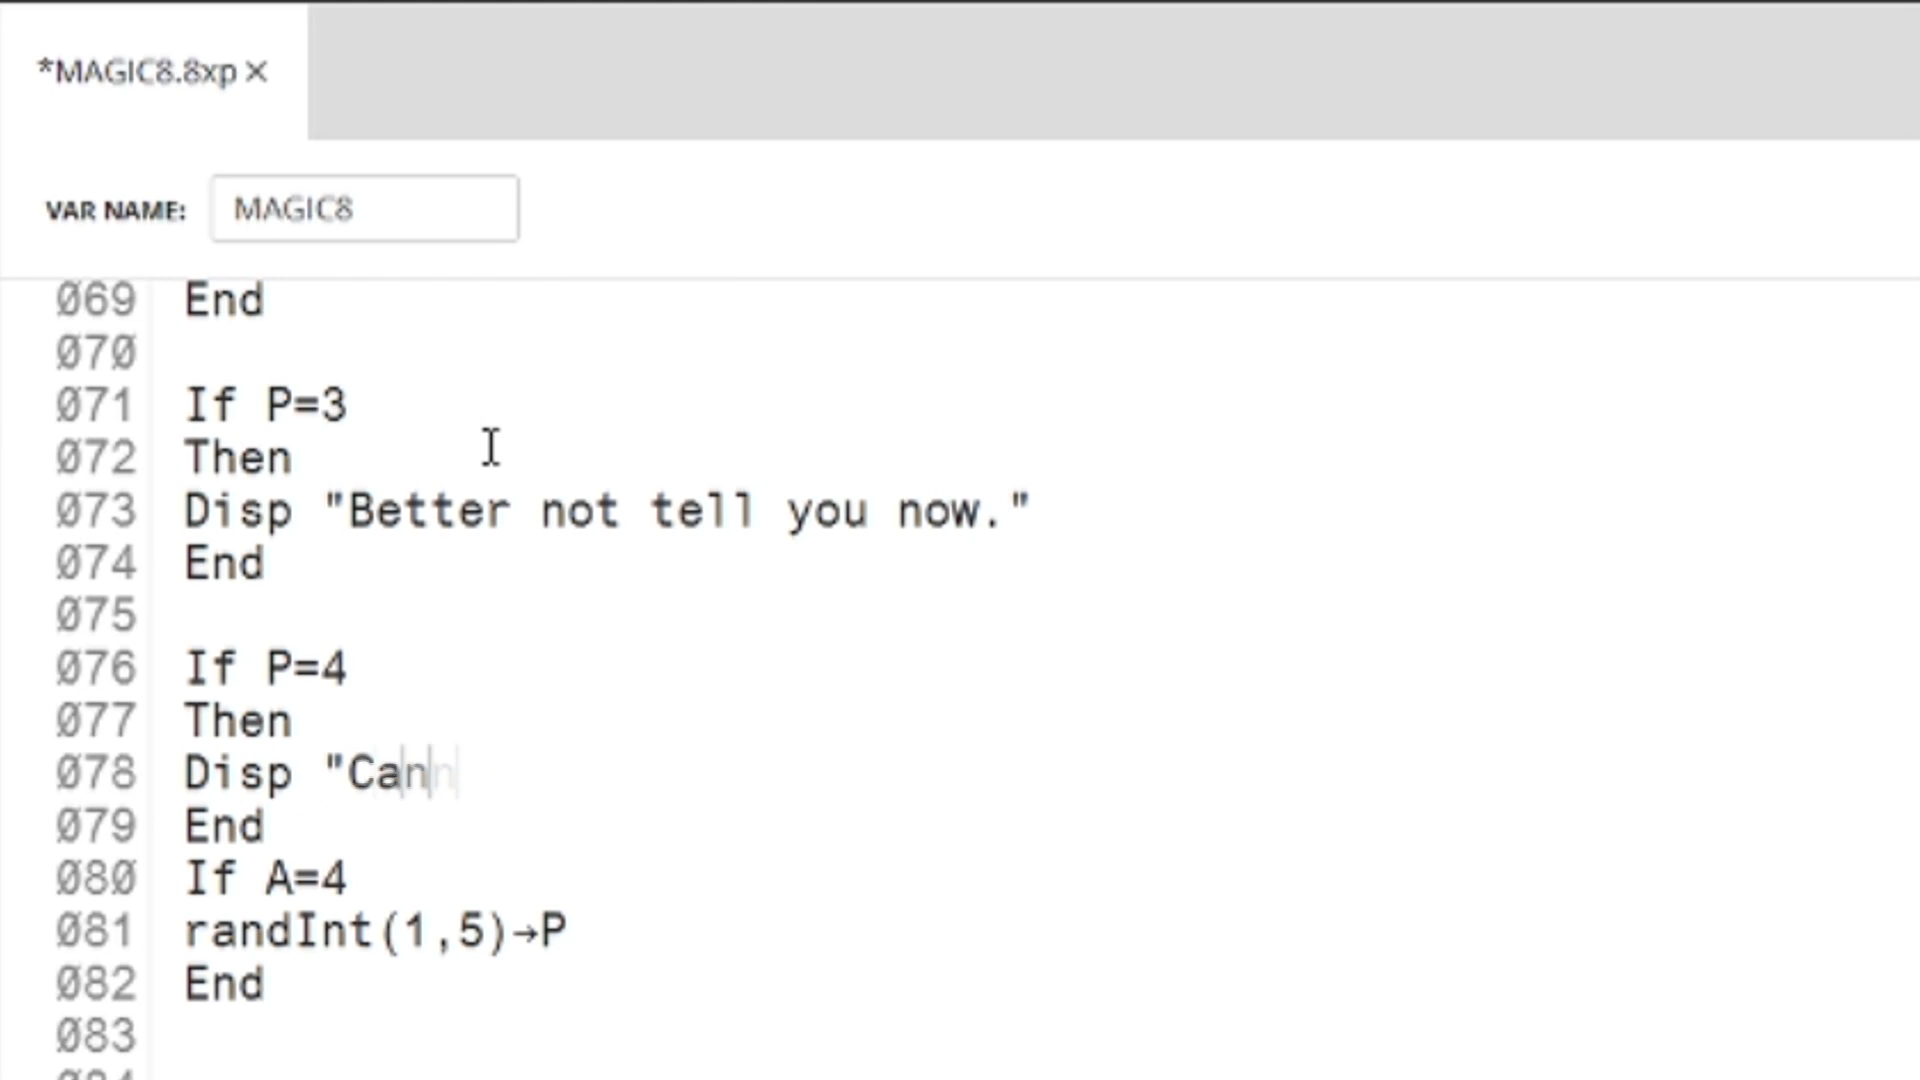 *MAGIC8.8xp ×
VAR NAME: MAGIC8
069 End
070
071 If P=3
072 Then
073 Disp "Better not tell you now."
074 End
075
076 If P=4
077 Then
078 Disp "Cann
079 End
080 If A=4
081 randInt(1,5)→P
082 End
083